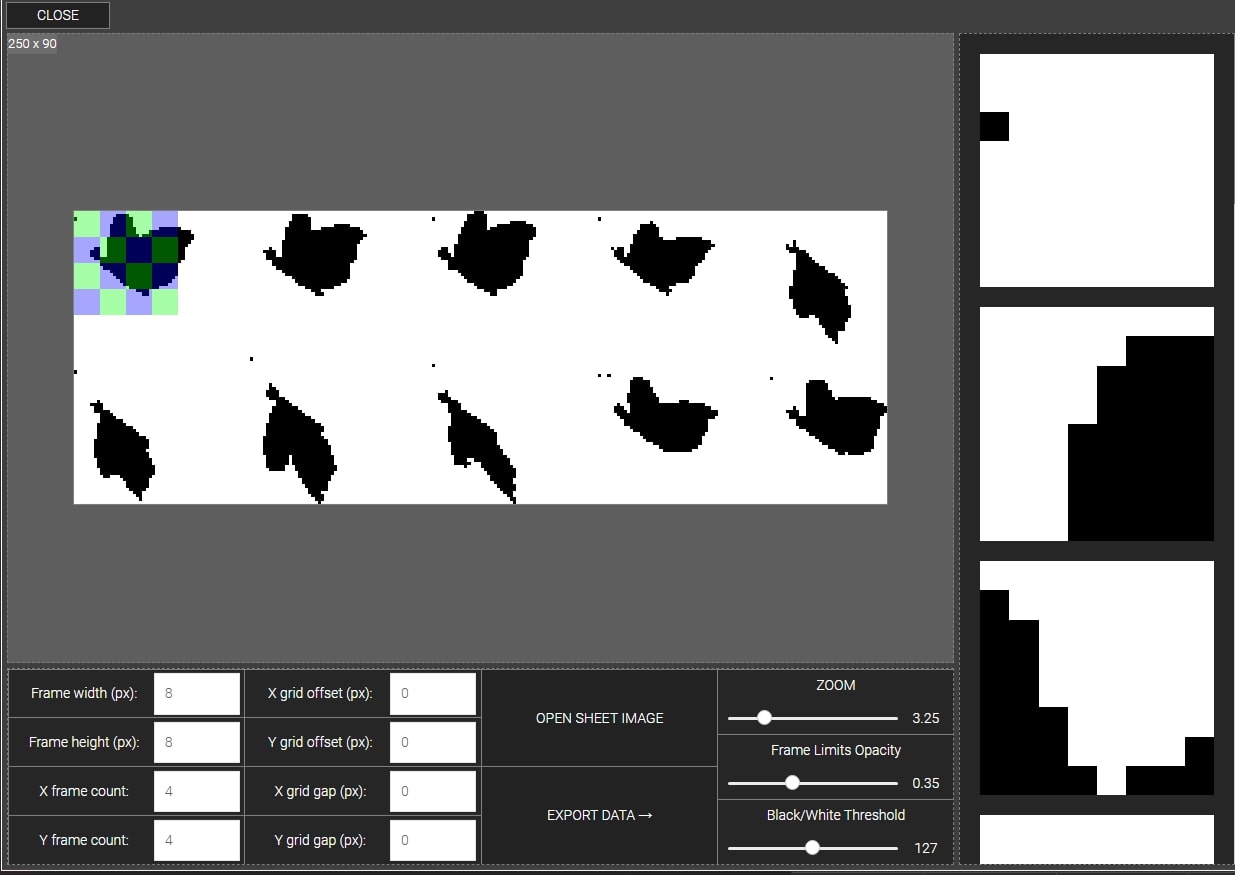 CLOSE
250 x 90
Frame width (px): 8
X grid offset (px): 0
Frame height (px): 8
Y grid offset (px): 0
X frame count: 4
X grid gap (px): 0
Y frame count: 4
Y grid gap (px): 0
OPEN SHEET IMAGE
EXPORT DATA →
ZOOM
3.25
Frame Limits Opacity
0.35
Black/White Threshold
127